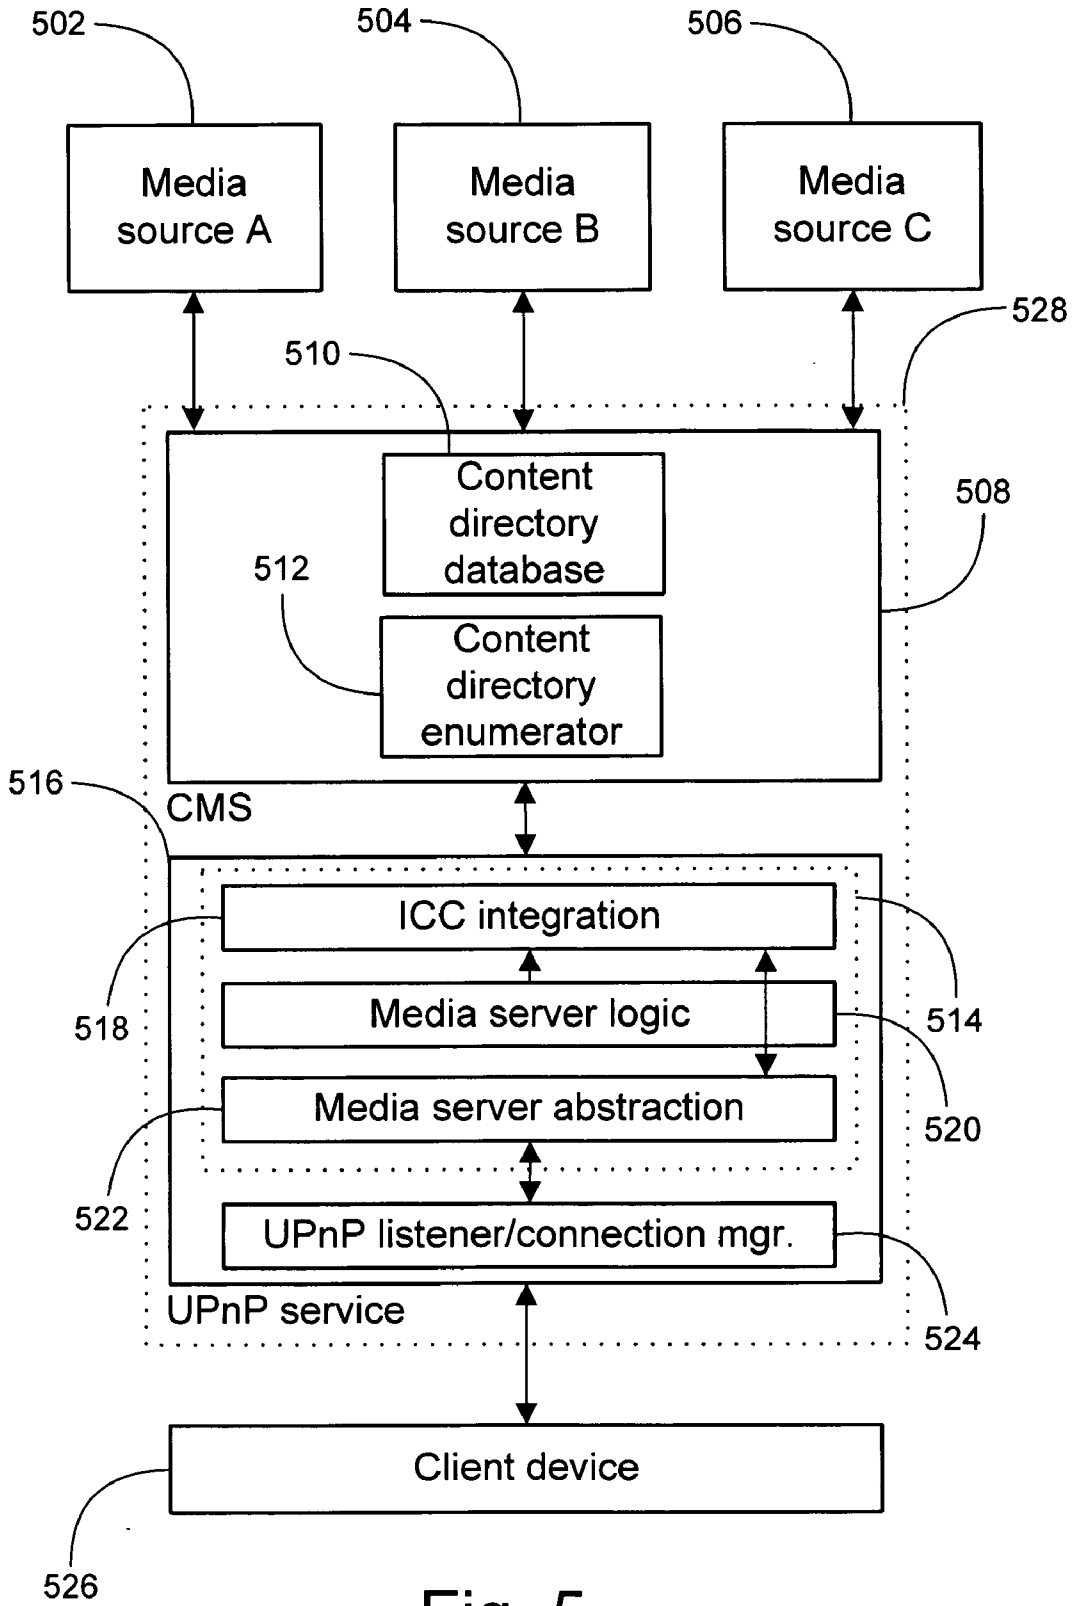 502
504
506
Media
source A
Media
source B
Media
source C
528
510
Content
directory
database
508
512
Content
directory
enumerator
516
CMS
ICC integration
518
Media server logic
514
Media server abstraction
520
522
UPnP listener/connection mgr.
UPnP service
524
Client device
526
Fig. 5